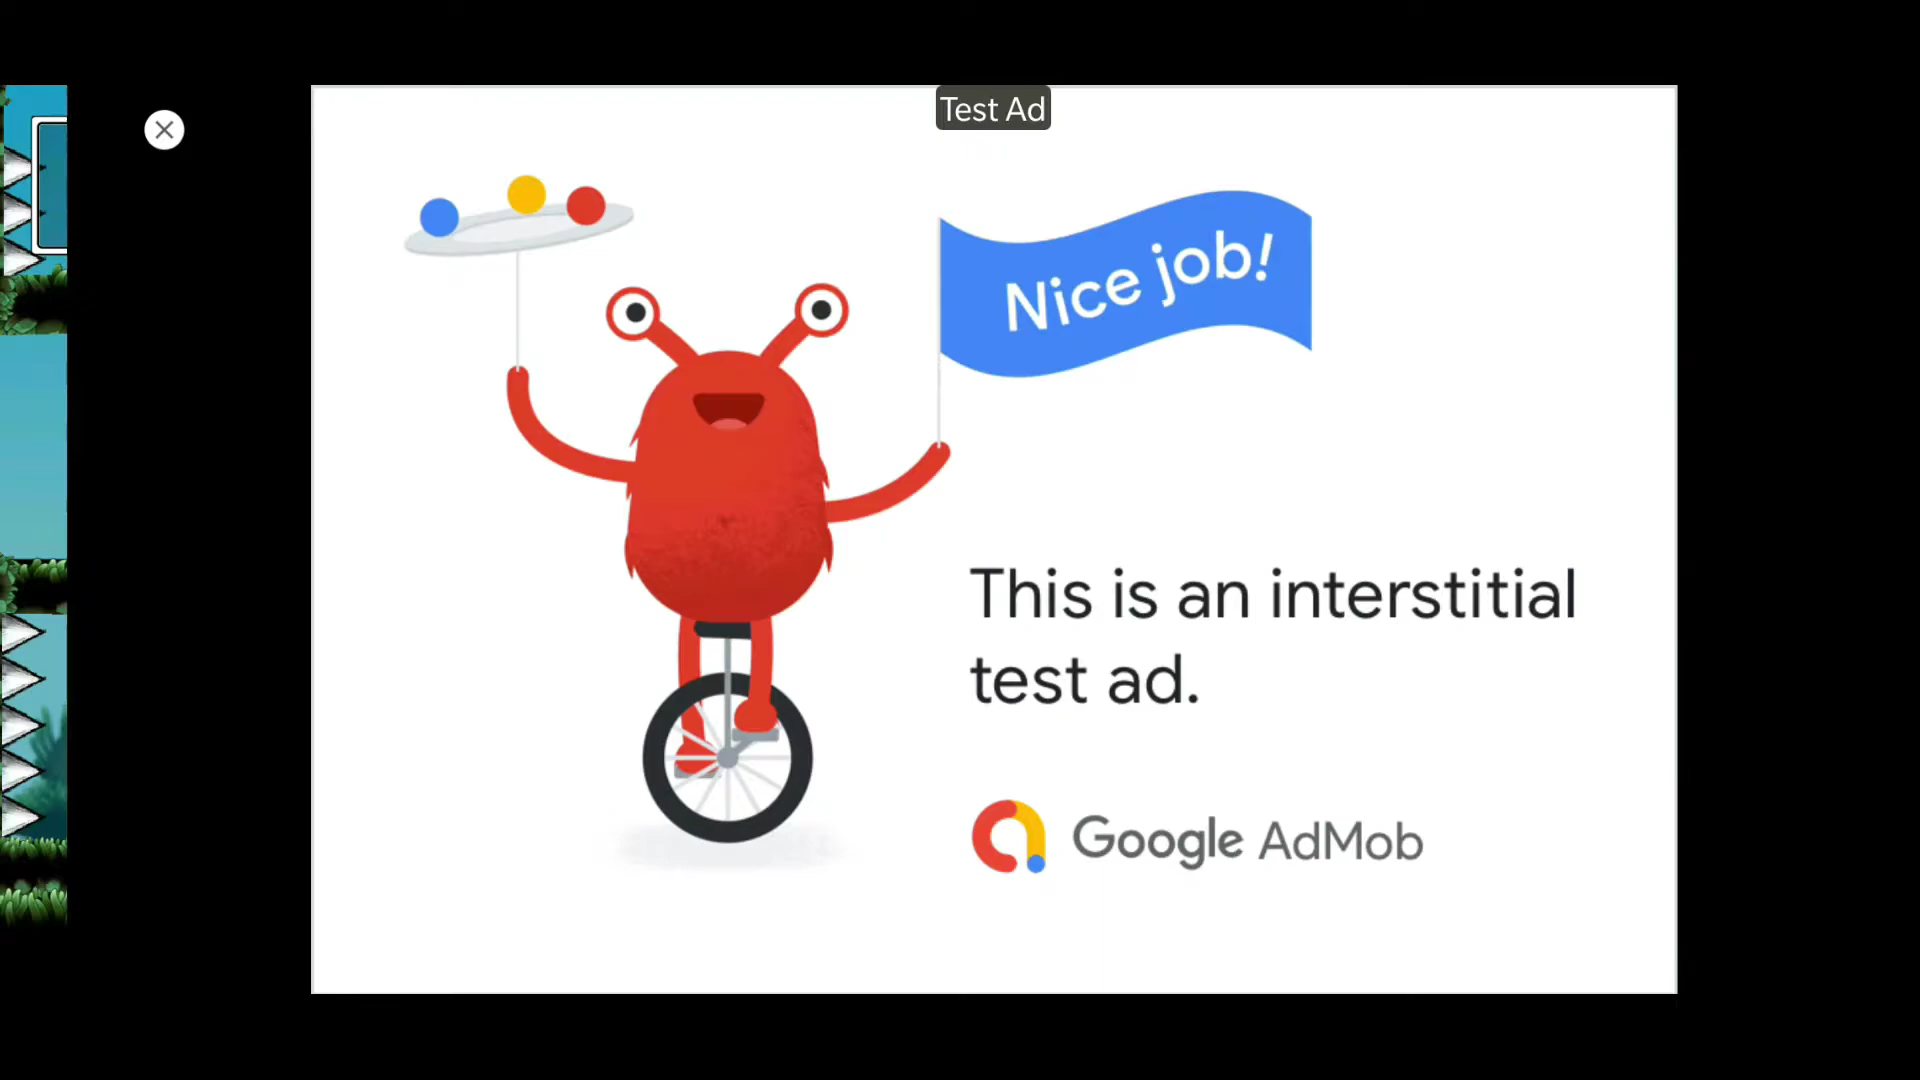 Test Ad
Nice job!
This is an interstitial
test ad.
Google AdMob